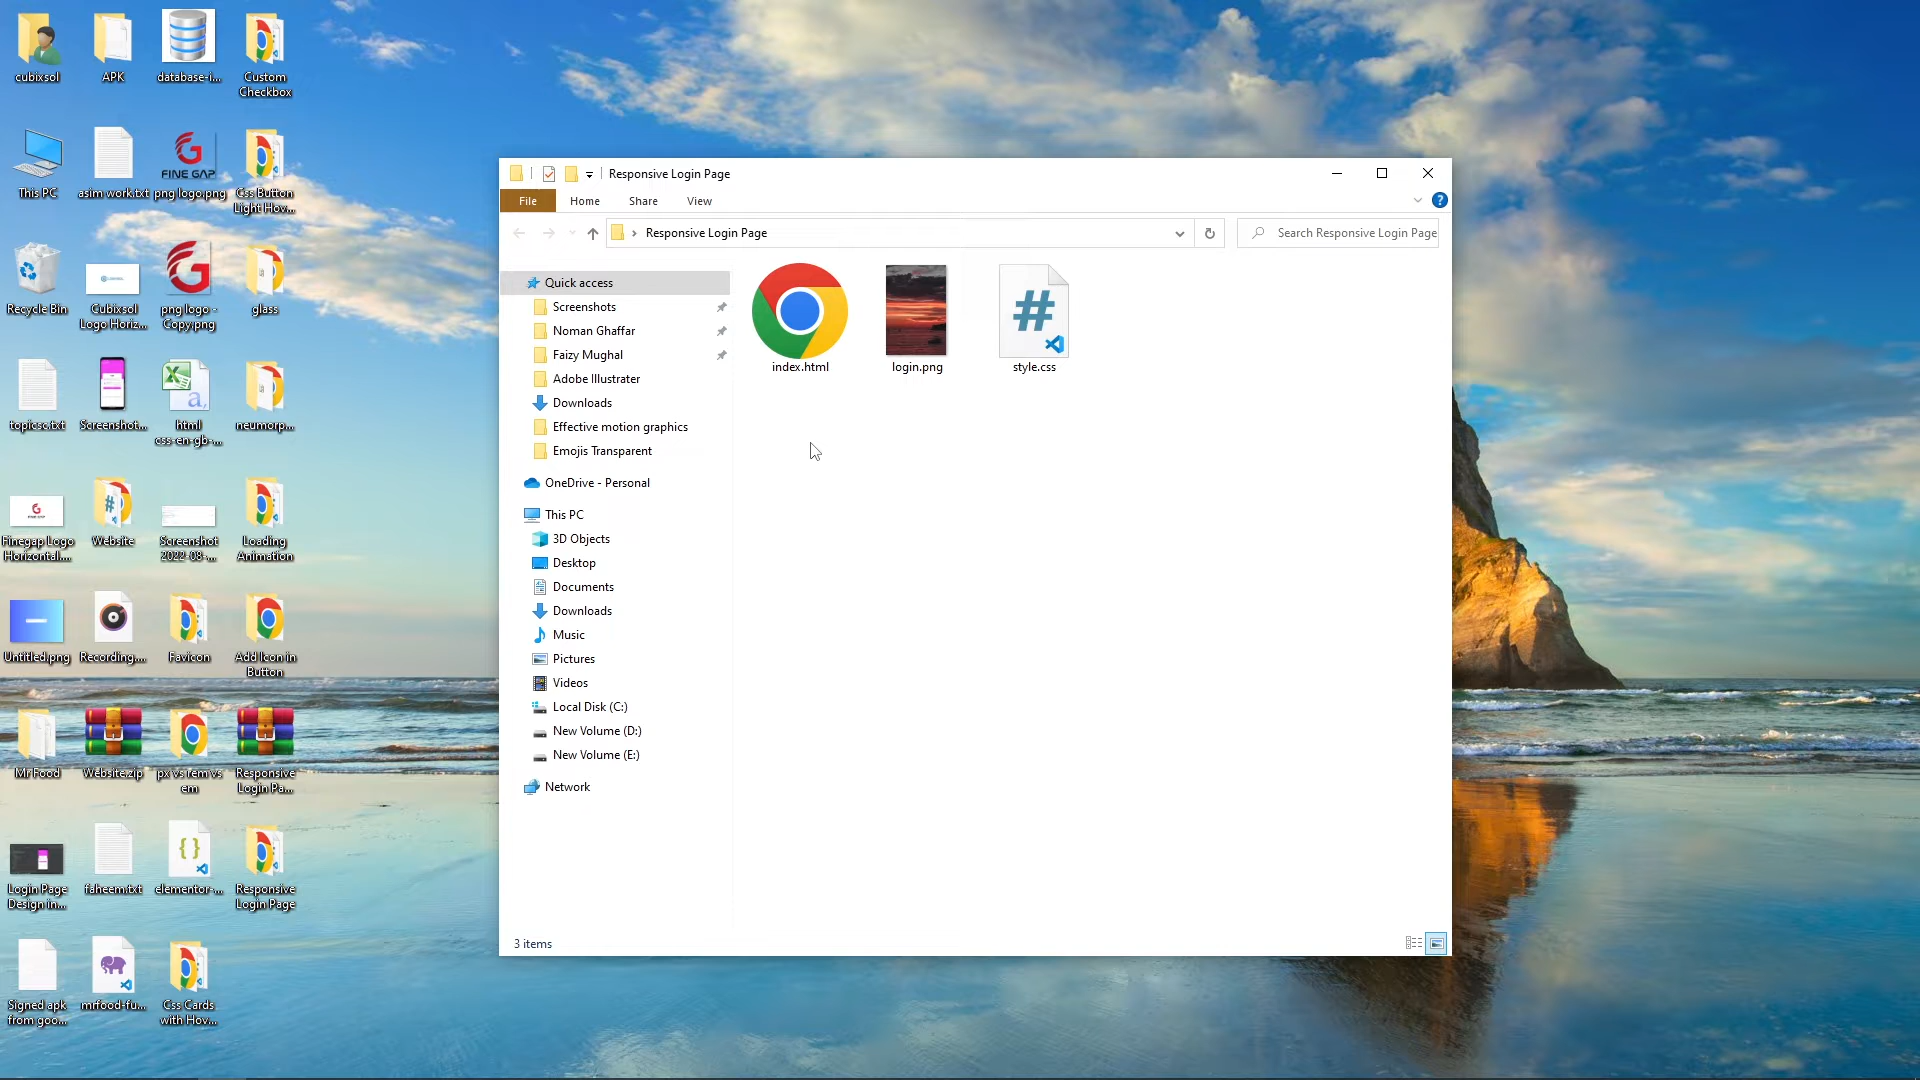 cubixsol
APK
database-i...
Custom
Checkbox
This PC
asim work.txt
FINE GAP
png logo.png
Css Button
Light Hov...
Recycle Bin
Cubixsol
Logo Horiz...
png logo -
Copy.png
glass
topicsc.txt
Screenshot...
html
css-en-gb-...
neumorp...
Finegap Logo
Horizontal....
Website
Screenshot
2022-08-...
Loading
Animation
Untitled.png
Recording....
Favicon
Add Icon in
Button
Mr Food
Website.zip
px vs rem vs
em
Responsive
Login Pa...
Login Page
Design in...
faheem.txt
elementor-...
Responsive
Login Page
Signed apk
from goo...
mrfood-fu...
Css Cards
with Hov...
Responsive Login Page
File
Home
Share
View
Responsive Login Page
Search Responsive Login Page
Quick access
Screenshots
Noman Ghaffar
Faizy Mughal
Adobe Illustrater
Downloads
Effective motion graphics
Emojis Transparent
OneDrive - Personal
This PC
3D Objects
Desktop
Documents
Downloads
Music
Pictures
Videos
Local Disk (C:)
New Volume (D:)
New Volume (E:)
Network
index.html
login.png
style.css
3 items